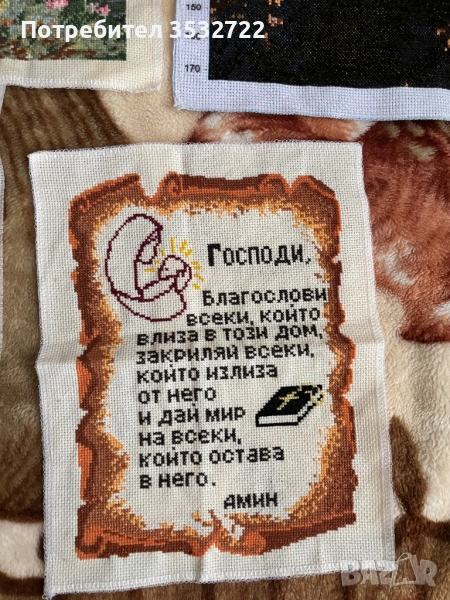 Потребител 3532722
150
170
Господи,
Благослови
всеки, който
влиза в този дом,
закриляй всеки,
който излиза
от него
и дай мир
на всеки,
който остава
в него.
амин
BAZAR